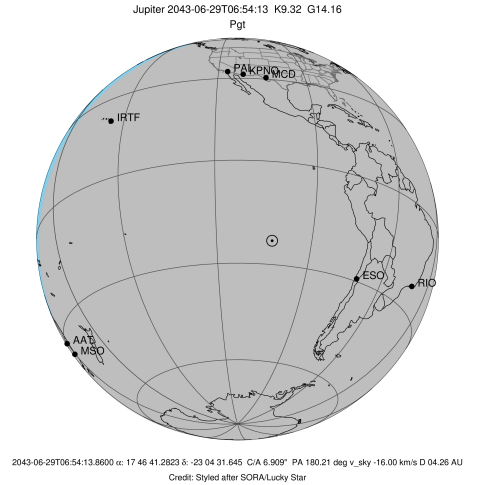 Jupiter 2043-06-29T06:54:13 K9.32 G14.16
Pgt
PAL KPNO MCD
IRTF
ESO
RIO
AAT
MSO
2043-06-29T06:54:13.8600 α: 17 46 41.2823 δ: -23 04 31.645 C/A 6.909" PA 180.21 deg v_sky -16.00 km/s D 04.26 AU
Credit: Styled after SORA/Lucky Star